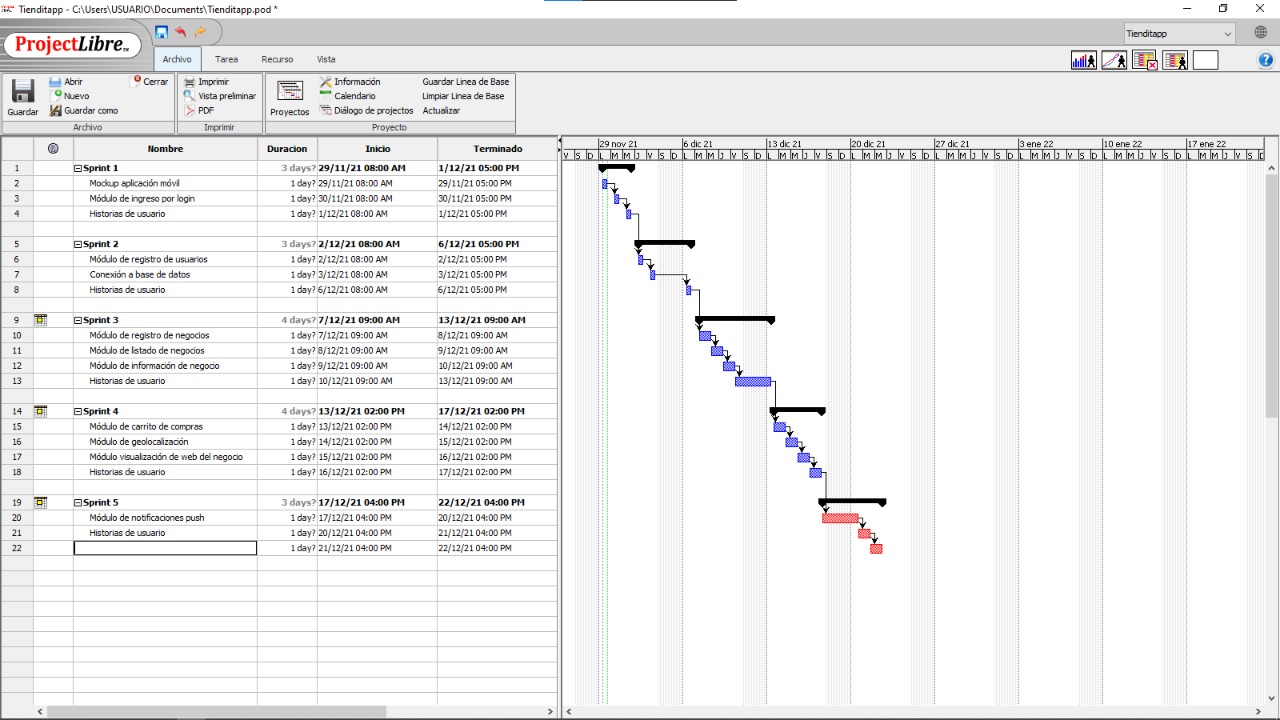 Tienditapp - C:\Users\USUARIO\Documents\Tienditapp.pod *
ProjectLibre
Tienditapp
Archivo Tarea Recurso Vista
Guardar
Abrir
Nuevo
Guardar como
Cerrar
Archivo
Imprimir
Vista preliminar
PDF
Imprimir
Proyectos
Información
Calendario
Diálogo de projectos
Guardar Linea de Base
Limpiar Linea de Base
Actualizar
Proyecto
Nombre Duracion Inicio Terminado
1 Sprint 1 3 days? 29/11/21 08:00 AM 1/12/21 05:00 PM
2 Mockup aplicación móvil 1 day? 29/11/21 08:00 AM 29/11/21 05:00 PM
3 Módulo de ingreso por login 1 day? 30/11/21 08:00 AM 30/11/21 05:00 PM
4 Historias de usuario 1 day? 1/12/21 08:00 AM 1/12/21 05:00 PM
5 Sprint 2 3 days? 2/12/21 08:00 AM 6/12/21 05:00 PM
6 Módulo de registro de usuarios 1 day? 2/12/21 08:00 AM 2/12/21 05:00 PM
7 Conexión a base de datos 1 day? 3/12/21 08:00 AM 3/12/21 05:00 PM
8 Historias de usuario 1 day? 6/12/21 08:00 AM 6/12/21 05:00 PM
9 Sprint 3 4 days? 7/12/21 09:00 AM 13/12/21 09:00 AM
10 Módulo de registro de negocios 1 day? 7/12/21 09:00 AM 8/12/21 09:00 AM
11 Módulo de listado de negocios 1 day? 8/12/21 09:00 AM 9/12/21 09:00 AM
12 Módulo de información de negocio 1 day? 9/12/21 09:00 AM 10/12/21 09:00 AM
13 Historias de usuario 1 day? 10/12/21 09:00 AM 13/12/21 09:00 AM
14 Sprint 4 4 days? 13/12/21 02:00 PM 17/12/21 02:00 PM
15 Módulo de carrito de compras 1 day? 13/12/21 02:00 PM 14/12/21 02:00 PM
16 Módulo de geolocalización 1 day? 14/12/21 02:00 PM 15/12/21 02:00 PM
17 Módulo visualización de web del negocio 1 day? 15/12/21 02:00 PM 16/12/21 02:00 PM
18 Historias de usuario 1 day? 16/12/21 02:00 PM 17/12/21 02:00 PM
19 Sprint 5 3 days? 17/12/21 04:00 PM 22/12/21 04:00 PM
20 Módulo de notificaciones push 1 day? 17/12/21 04:00 PM 20/12/21 04:00 PM
21 Historias de usuario 1 day? 20/12/21 04:00 PM 21/12/21 04:00 PM
22 1 day? 21/12/21 04:00 PM 22/12/21 04:00 PM
29 nov 21 6 dic 21 13 dic 21 20 dic 21 27 dic 21 3 ene 22 10 ene 22 17 ene 22
V S D L M M J V S D L M M J V S D L M M J V S D L M M J V S D L M M J V S D L M M J V S D L M M J V S D L M M J V S D